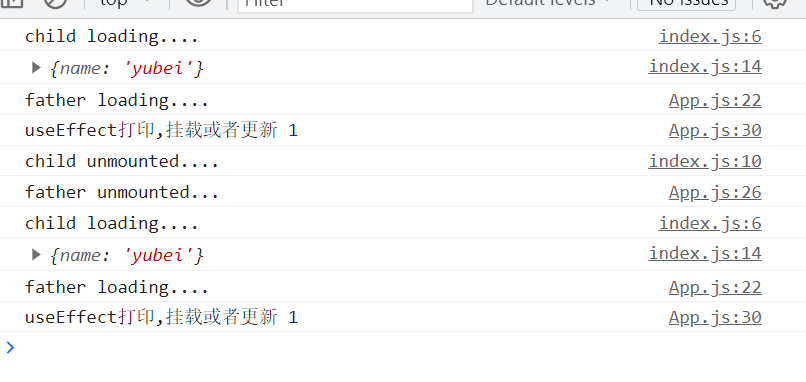 top
Filter
Default levels
No Issues
child loading.... index.js:6
{name: 'yubei'} index.js:14
father loading.... App.js:22
useEffect打印,挂载或者更新 1 App.js:30
child unmounted.... index.js:10
father unmounted... App.js:26
child loading.... index.js:6
{name: 'yubei'} index.js:14
father loading.... App.js:22
useEffect打印,挂载或者更新 1 App.js:30